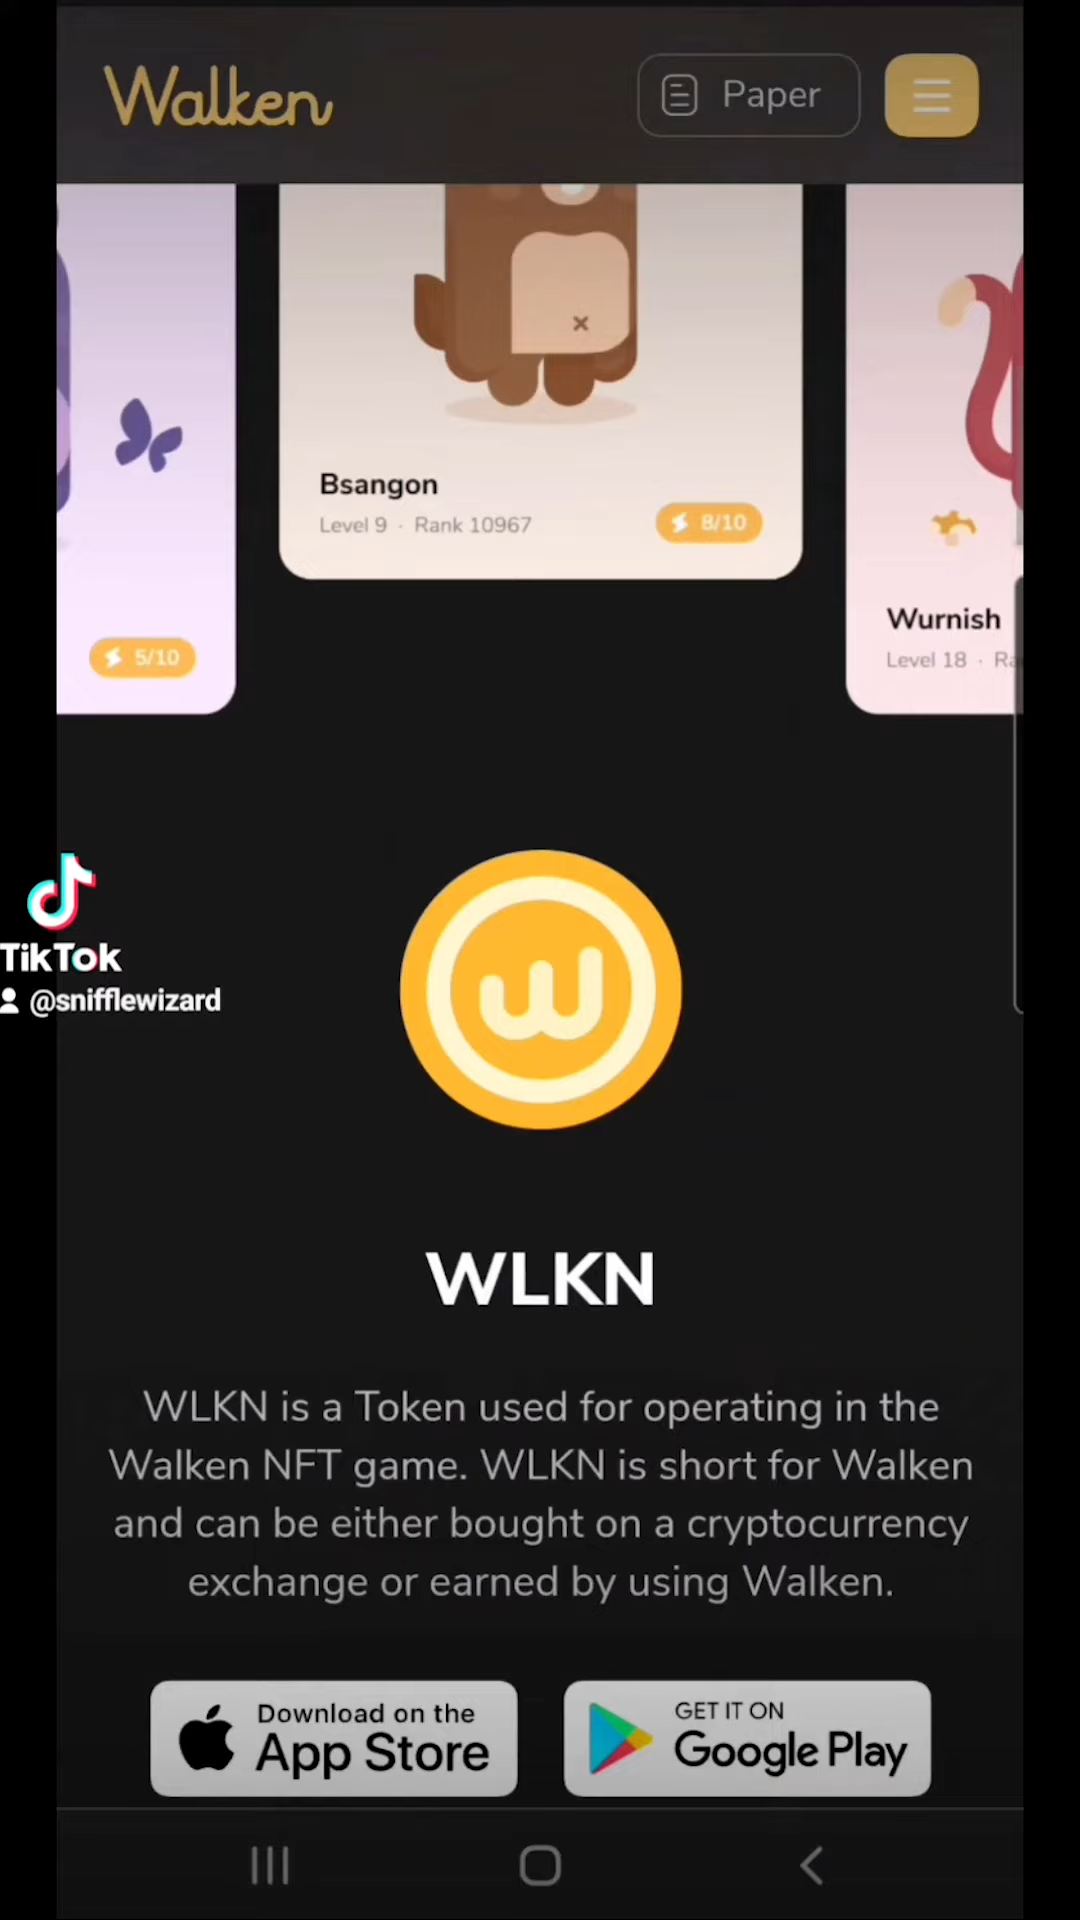 Walken
Paper
Bsangon
Level 9 · Rank 10967
8/10
Wurnish
Level 18 ·
5/10
TikTok
@snifflewizard
W
WLKN
WLKN is a Token used for operating in the
Walken NFT game. WLKN is short for Walken
and can be either bought on a cryptocurrency
exchange or earned by using Walken.
Download on the
App Store
GET IT ON
Google Play